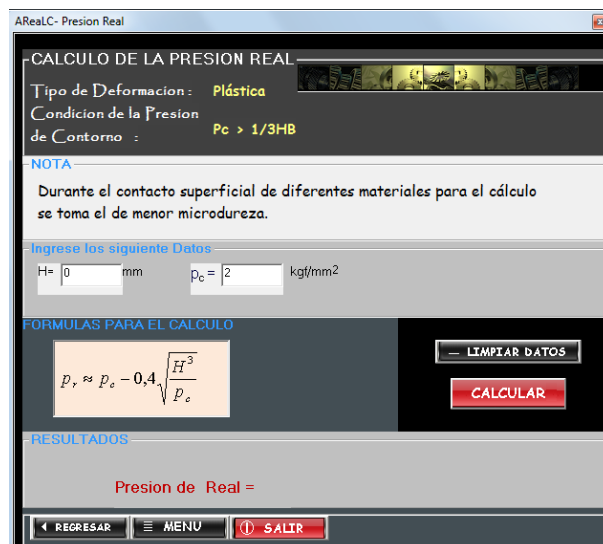 AReaLC- Presion Real
CALCULO DE LA PRESION REAL
Tipo de Deformacion : Plástica
Condicion de la Presion
de Contorno : Pc > 1/3HB
NOTA
Durante el contacto superficial de diferentes materiales para el cálculo
se toma el de menor microdureza.
Ingrese los siguiente Datos
H= 0 mm pc = 2 kgf/mm2
FORMULAS PARA EL CALCULO
p_r ≈ p_c − 0,4√(H³/p_c)
— LIMPIAR DATOS
CALCULAR
RESULTADOS
Presion de Real =
REGRESAR MENU SALIR